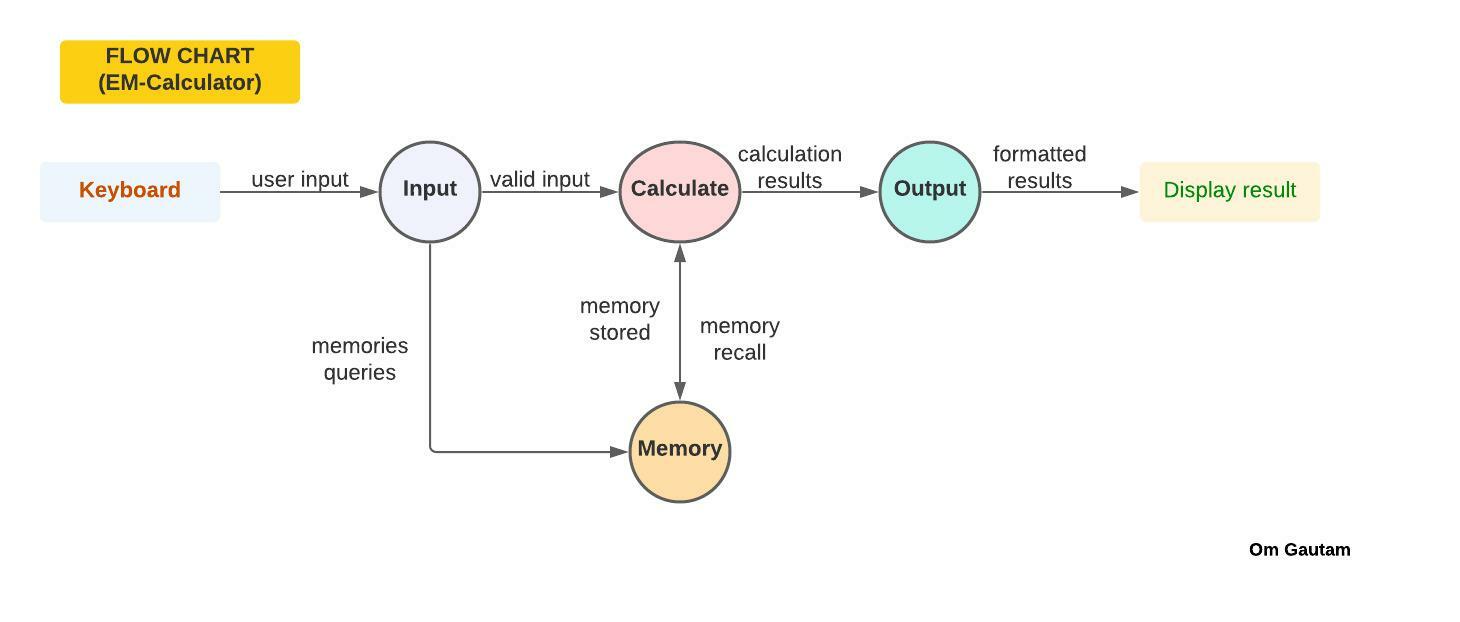 FLOW CHART
(EM-Calculator)
Keyboard
user input
Input
valid input
Calculate
calculation
results
Output
formatted
results
Display result
memories
queries
memory
stored
memory
recall
Memory
Om Gautam